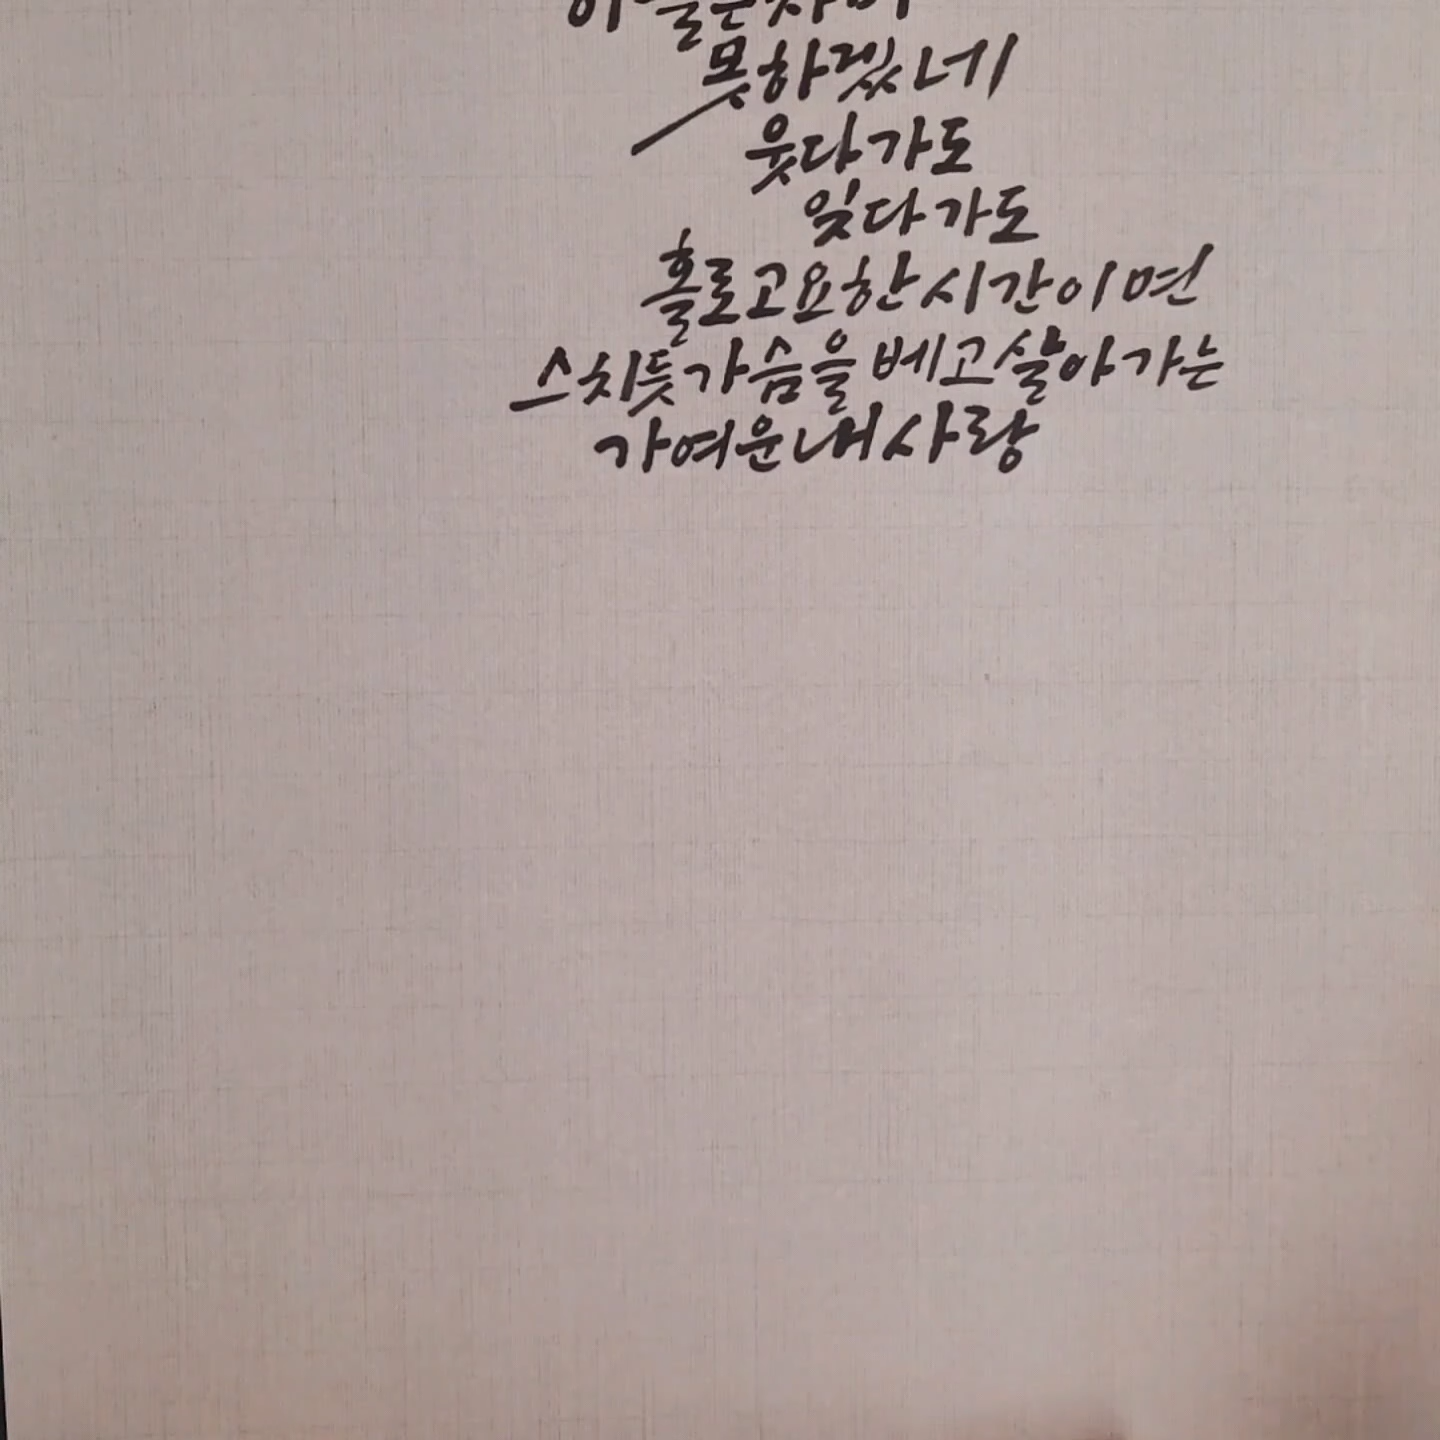 못하겠네
웃다가도
잊다가도
홀로고요한시간이면
스치듯가슴을베고살아가는
가여운내사랑